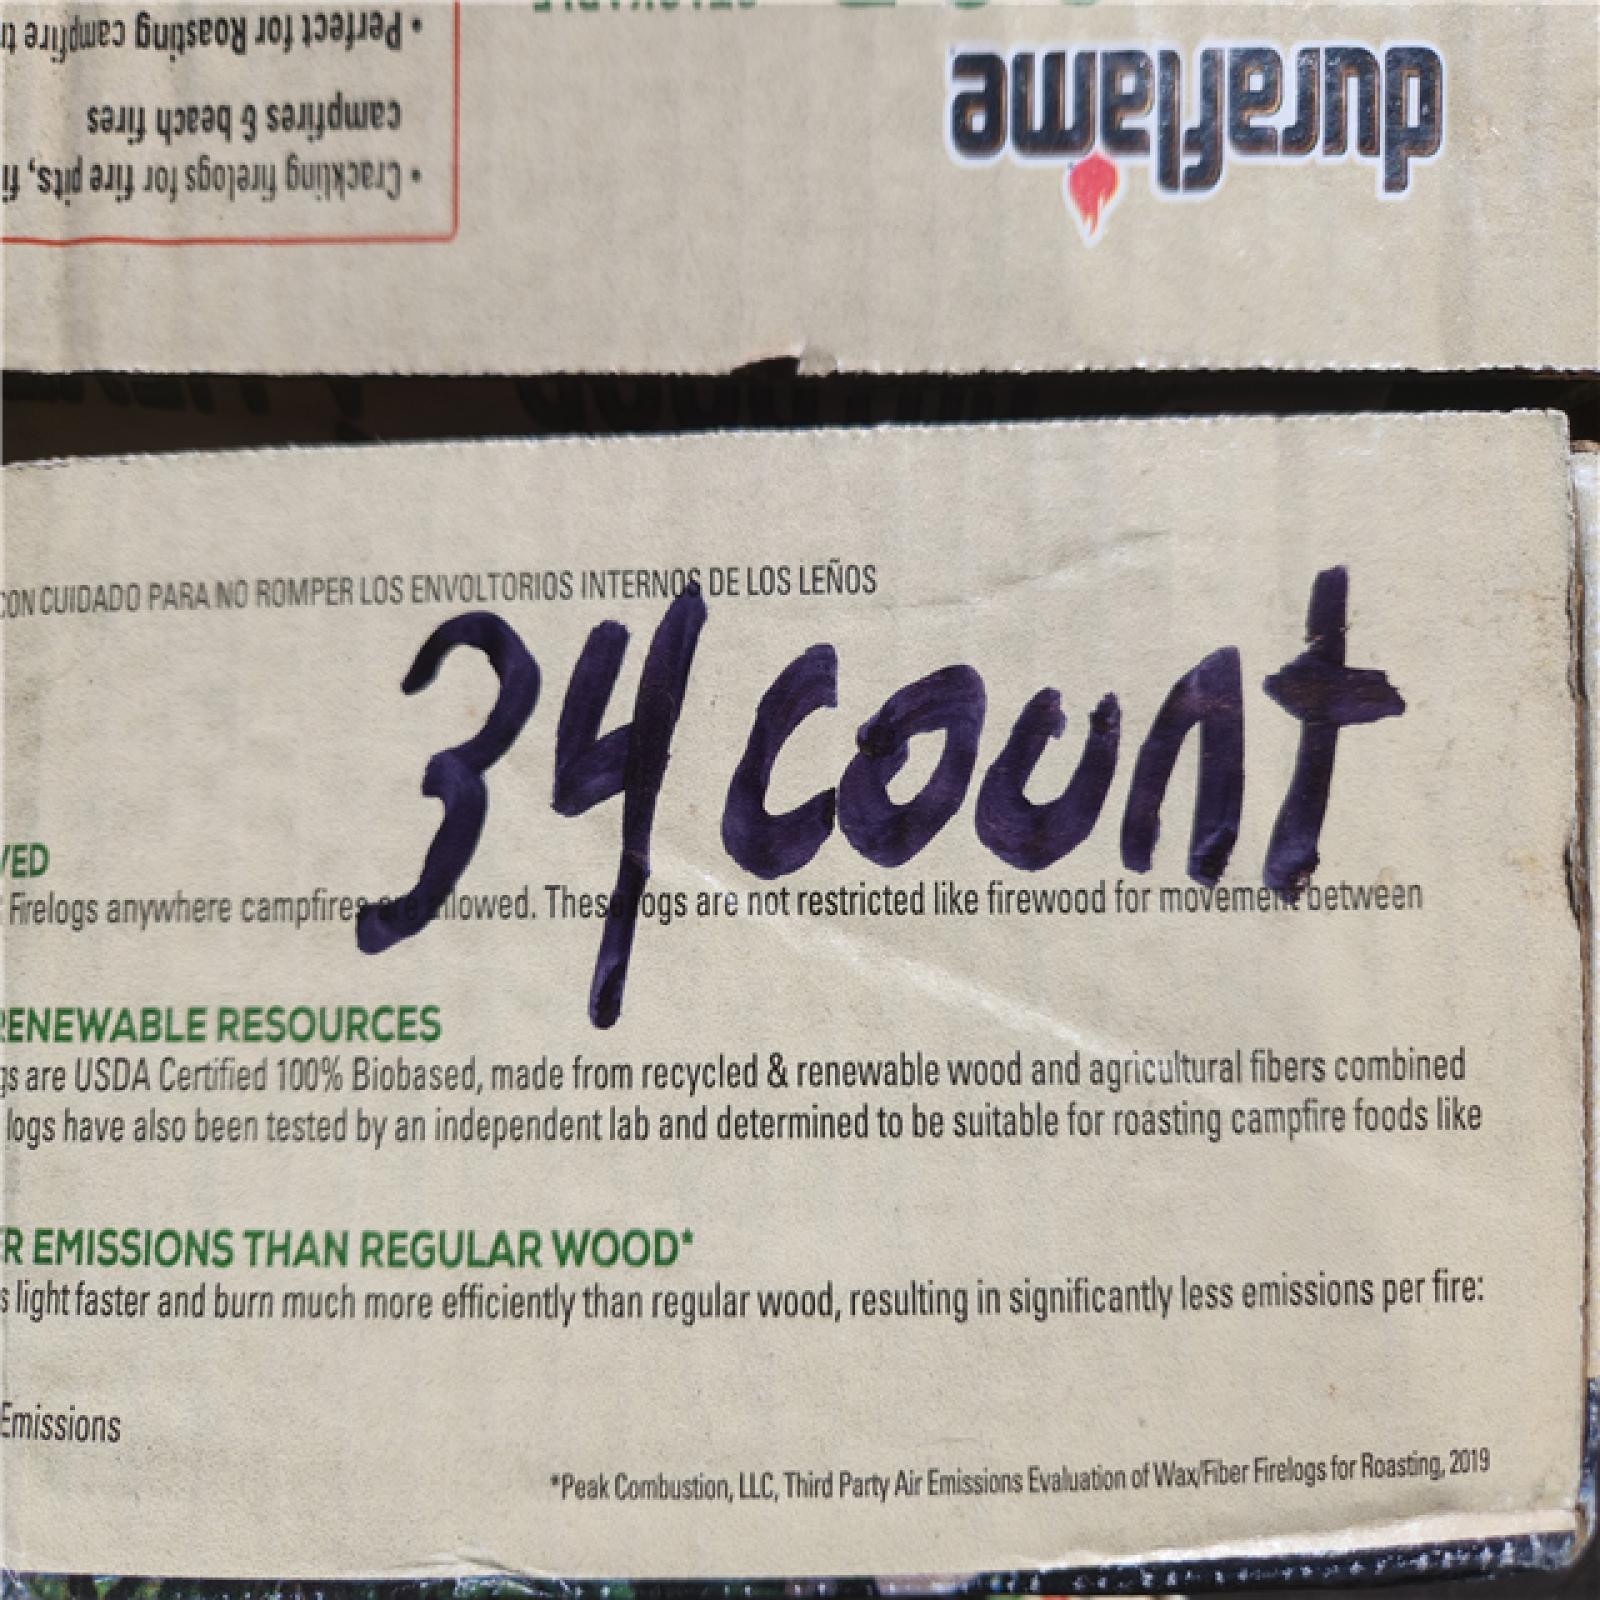 duraflame
• Crackling firelogs for fire pits,
campfires & beach fires
• Perfect for Roasting campfire
CON CUIDADO PARA NO ROMPER LOS ENVOLTORIOS INTERNOS DE LOS LEÑOS
34 count
Firelogs anywhere campfires are allowed. These logs are not restricted like firewood for movement between
RENEWABLE RESOURCES
are USDA Certified 100% Biobased, made from recycled & renewable wood and agricultural fibers combined
logs have also been tested by an independent lab and determined to be suitable for roasting campfire foods like
EMISSIONS THAN REGULAR WOOD*
light faster and burn much more efficiently than regular wood, resulting in significantly less emissions per fire:
Emissions
*Peak Combustion, LLC, Third Party Air Emissions Evaluation of Wax/Fiber Firelogs for Roasting, 2019